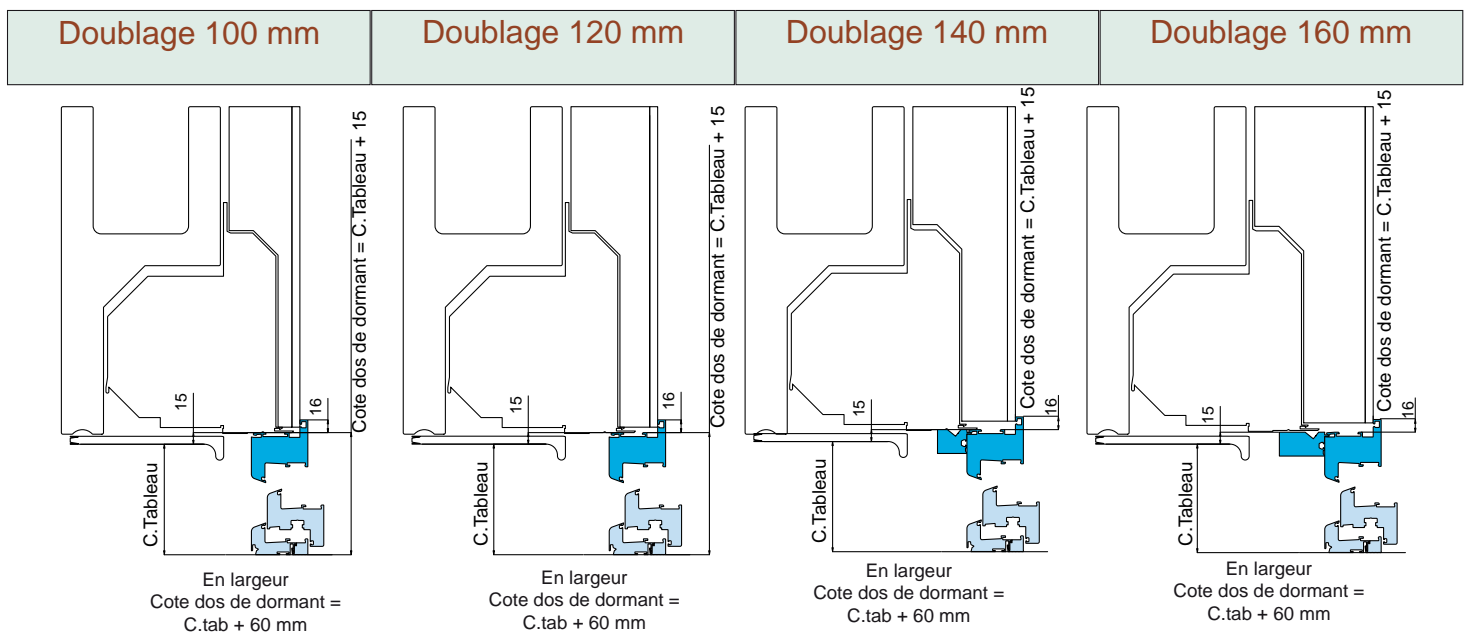 Doublage 100 mm
Doublage 120 mm
Doublage 140 mm
Doublage 160 mm
15
16
Cote dos de dormant = C.Tableau + 15
C.Tableau
En largeur
Cote dos de dormant =
C.tab + 60 mm
15
16
Cote dos de dormant = C.Tableau + 15
C.Tableau
En largeur
Cote dos de dormant =
C.tab + 60 mm
15
16
Cote dos de dormant = C.Tableau + 15
C.Tableau
En largeur
Cote dos de dormant =
C.tab + 60 mm
15
16
Cote dos de dormant = C.Tableau + 15
C.Tableau
En largeur
Cote dos de dormant =
C.tab + 60 mm